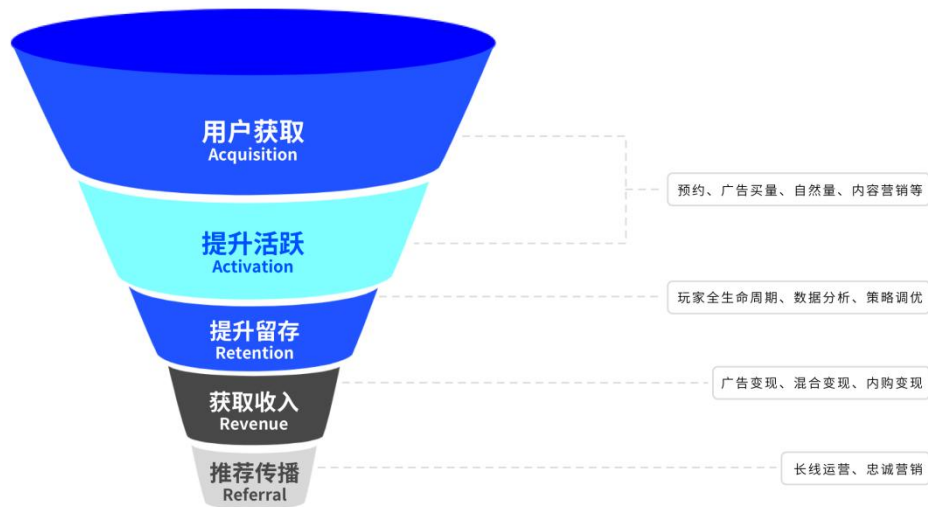 用户获取
Acquisition
预约、广告买量、自然量、内容营销等
提升活跃
Activation
玩家全生命周期、数据分析、策略调优
提升留存
Retention
广告变现、混合变现、内购变现
获取收入
Revenue
长线运营、忠诚营销
推荐传播
Referral